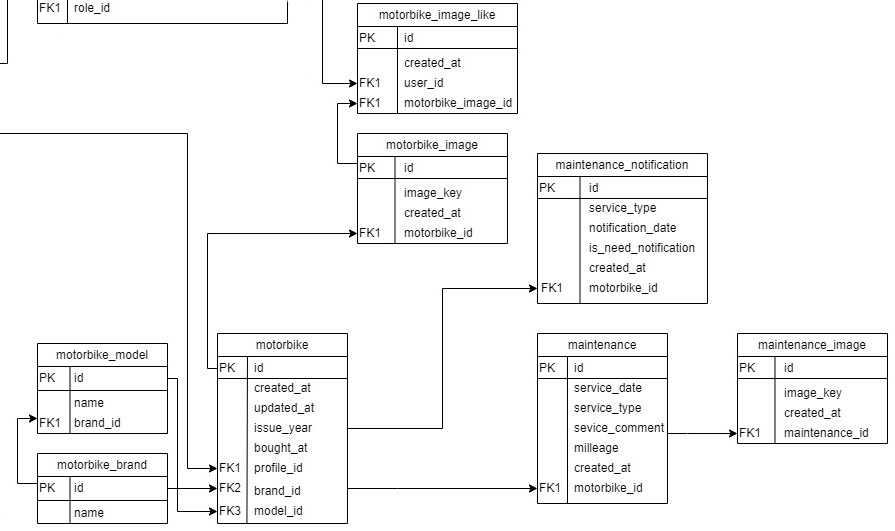 FK1 role_id
motorbike_image_like
PK id
created_at
FK1 user_id
FK1 motorbike_image_id
motorbike_image
PK id
image_key
created_at
FK1 motorbike_id
maintenance_notification
PK id
service_type
notification_date
is_need_notification
created_at
FK1 motorbike_id
motorbike_model
PK id
name
FK1 brand_id
motorbike_brand
PK id
name
motorbike
PK id
created_at
updated_at
issue_year
bought_at
FK1 profile_id
FK2 brand_id
FK3 model_id
maintenance
PK id
service_date
service_type
sevice_comment
milleage
created_at
FK1 motorbike_id
maintenance_image
PK id
image_key
created_at
FK1 maintenance_id